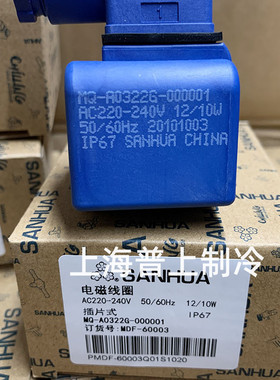 MQ-A0322G-000001
AC220-240V 12/10W
50/60Hz 20101003
IP67 SANHUA CHINA
SANHUA
上海普上制冷
SANHUA
电磁线圈
AC220-240V 50/60Hz 12/10W
插片式 IP67
MQ-A0322G-000001
订货号:MDF-60003
PMDF-60003Q01S1020